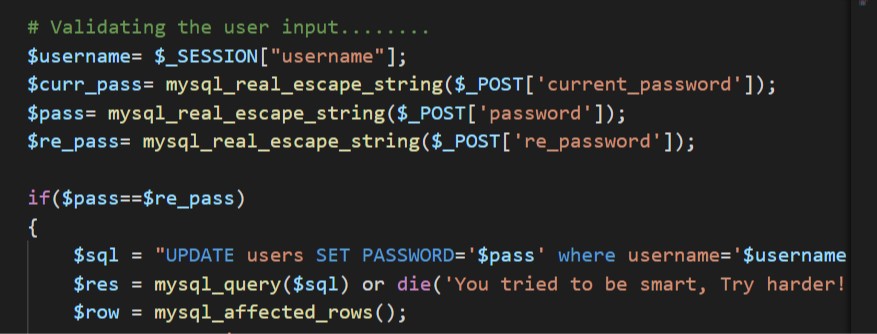 # Validating the user input........
$username= $_SESSION["username"];
$curr_pass= mysql_real_escape_string($_POST['current_password']);
$pass= mysql_real_escape_string($_POST['password']);
$re_pass= mysql_real_escape_string($_POST['re_password']);
if($pass==$re_pass)
{
$sql = "UPDATE users SET PASSWORD='$pass' where username='$username
$res = mysql_query($sql) or die('You tried to be smart, Try harder!
$row = mysql_affected_rows();